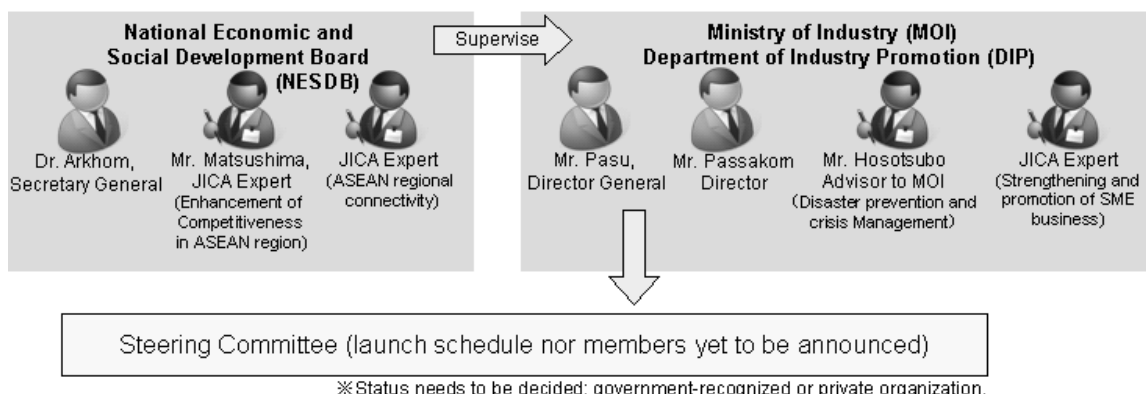 National Economic and
Social Development Board
(NESDB)
Dr. Arkhom,
Secretary General
Mr. Matsushima,
JICA Expert
(Enhancement of
Competitiveness
in ASEAN region)
JICA Expert
(ASEAN regional
connectivity)
Supervise
Ministry of Industry (MOI)
Department of Industry Promotion (DIP)
Mr. Pasu,
Director General
Mr. Passakorn
Director
Mr. Hosotsubo
Advisor to MOI
(Disaster prevention and
crisis Management)
JICA Expert
(Strengthening and
promotion of SME
business)
Steering Committee (launch schedule nor members yet to be announced)
※Status needs to be decided: government-recognized or private organization.